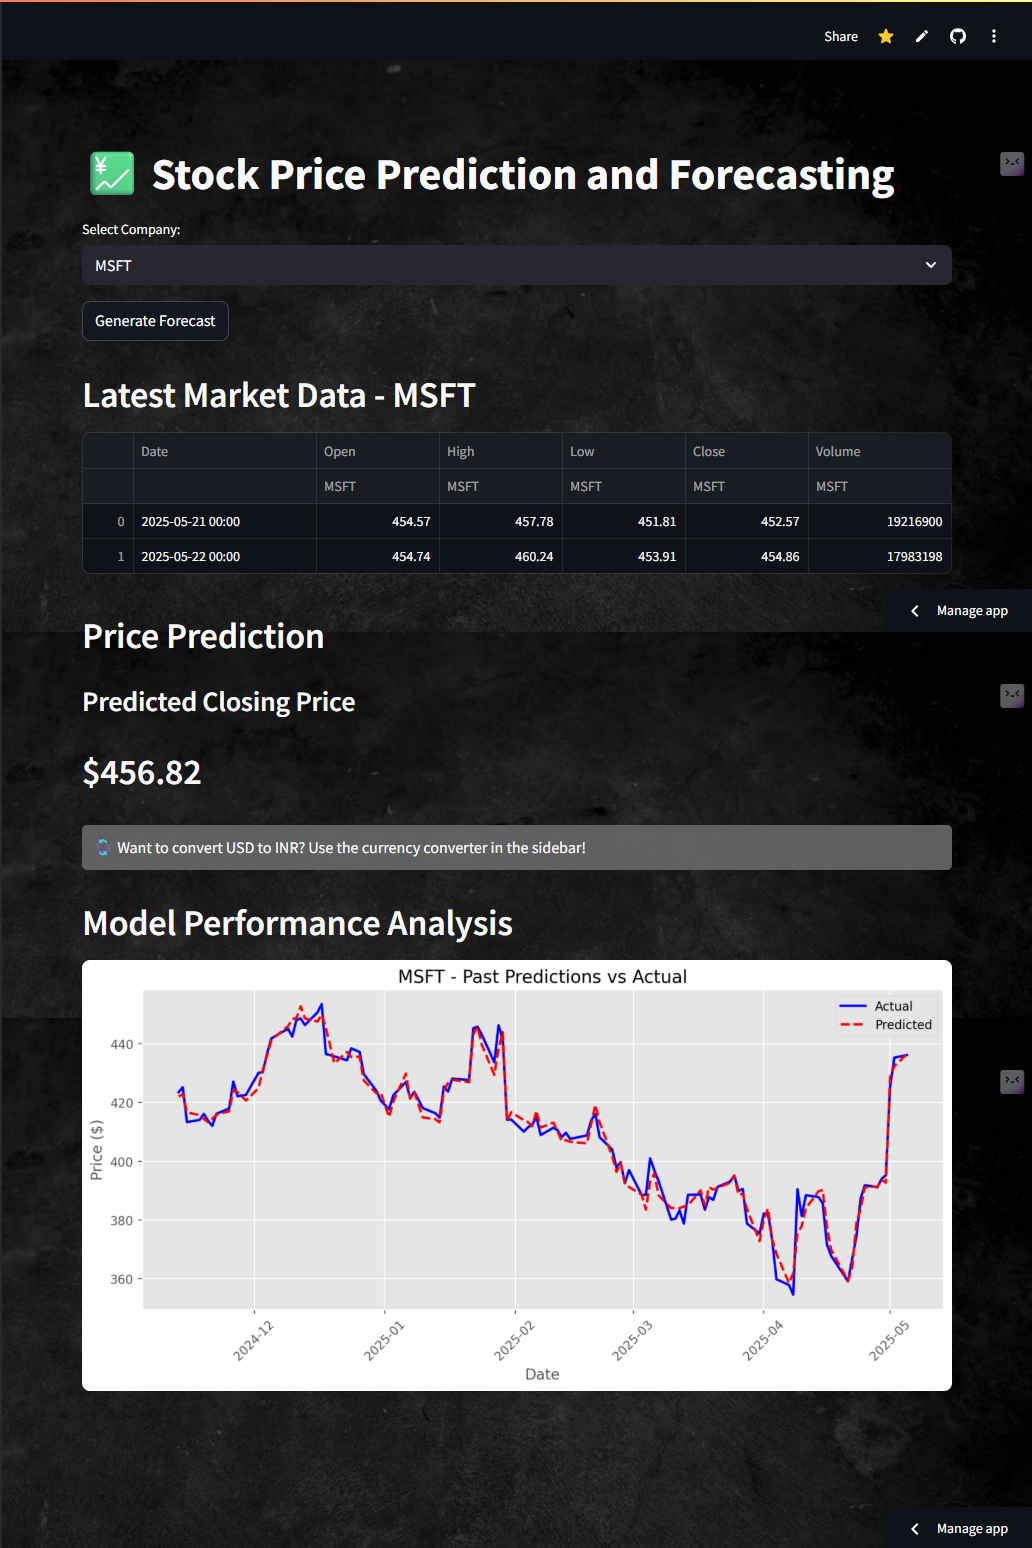 Share
Stock Price Prediction and Forecasting
Select Company:
MSFT
Generate Forecast
Latest Market Data - MSFT
Date Open High Low Close Volume
MSFT MSFT MSFT MSFT MSFT
0 2025-05-21 00:00 454.57 457.78 451.81 452.57 19216900
1 2025-05-22 00:00 454.74 460.24 453.91 454.86 17983198
Manage app
Price Prediction
Predicted Closing Price
$456.82
Want to convert USD to INR? Use the currency converter in the sidebar!
Model Performance Analysis
MSFT - Past Predictions vs Actual
Actual
Predicted
440
420
400
380
360
Price ($)
2024-12 2025-01 2025-02 2025-03 2025-04 2025-05
Date
Manage app